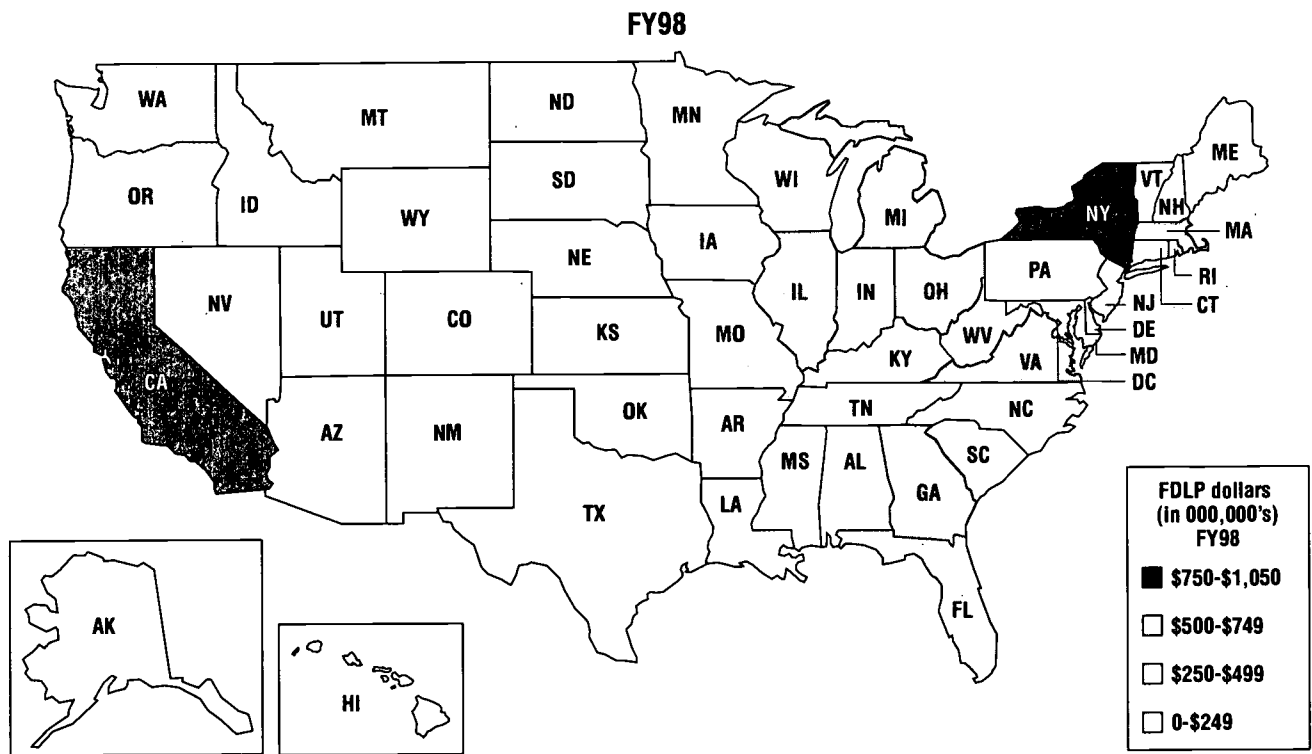 FY98
WA
MT
ND
MN
ME
OR
ID
SD
WI
MI
VT
NH
NY
WY
MA
IA
NE
PA
RI
NV
UT
CO
IL
IN
OH
NJ
CT
KS
MO
WV
DE
KY
VA
MD
CA
DC
AZ
NM
OK
AR
TN
NC
MS
AL
SC
GA
LA
TX
FL
AK
HI
FDLP dollars
(in 000,000's)
FY98
$750-$1,050
$500-$749
$250-$499
0-$249